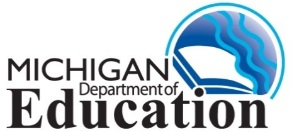 MICHIGAN
Department of
Education